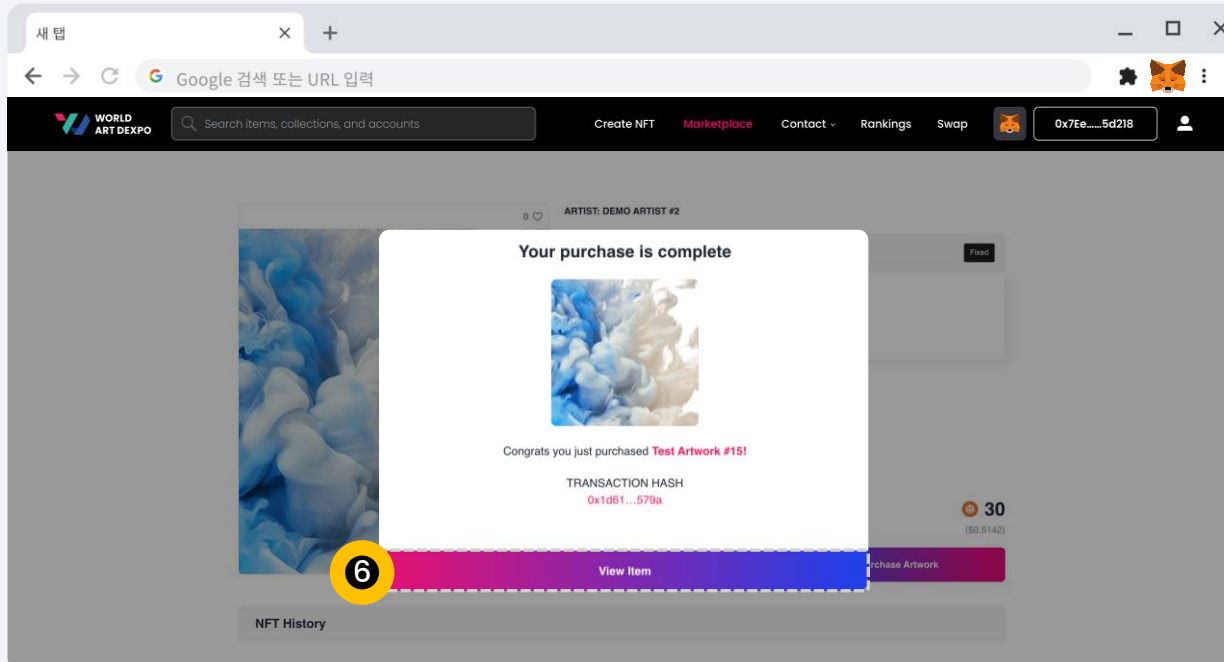 새 탭
Google 검색 또는 URL 입력
WORLD
ART DEXPO
Search items, collections, and accounts
Create NFT
Marketplace
Contact
Rankings
Swap
0x7Ee......5d218
0
ARTIST: DEMO ARTIST #2
Fixed
Your purchase is complete
Congrats you just purchased Test Artwork #15!
TRANSACTION HASH
0x1d61...579a
30
($0.5142)
6
View Item
rchase Artwork
NFT History